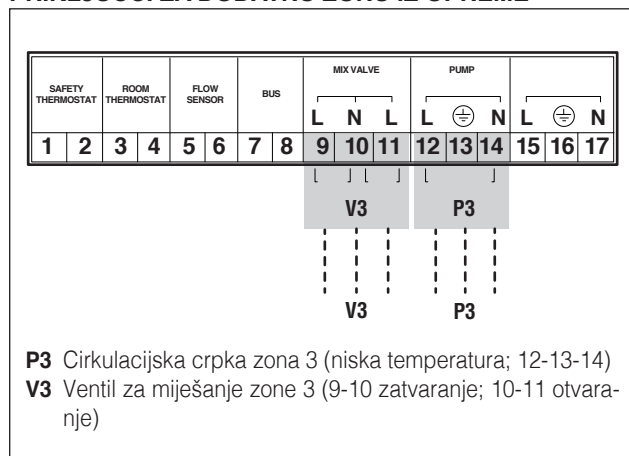 SAFETY THERMOSTAT ROOM THERMOSTAT FLOW SENSOR BUS MIX VALVE PUMP
L N L L N L N
1 2 3 4 5 6 7 8 9 10 11 12 13 14 15 16 17
V3 P3
V3 P3
P3 Cirkulacijska crpka zona 3 (niska temperatura; 12-13-14)
V3 Ventil za miješanje zone 3 (9-10 zatvaranje; 10-11 otvara-
nje)